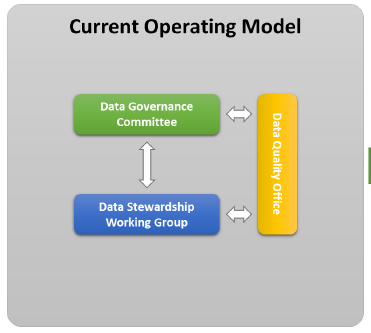 Current Operating Model
Data Governance
Committee
Data Quality Office
Data Stewardship
Working Group